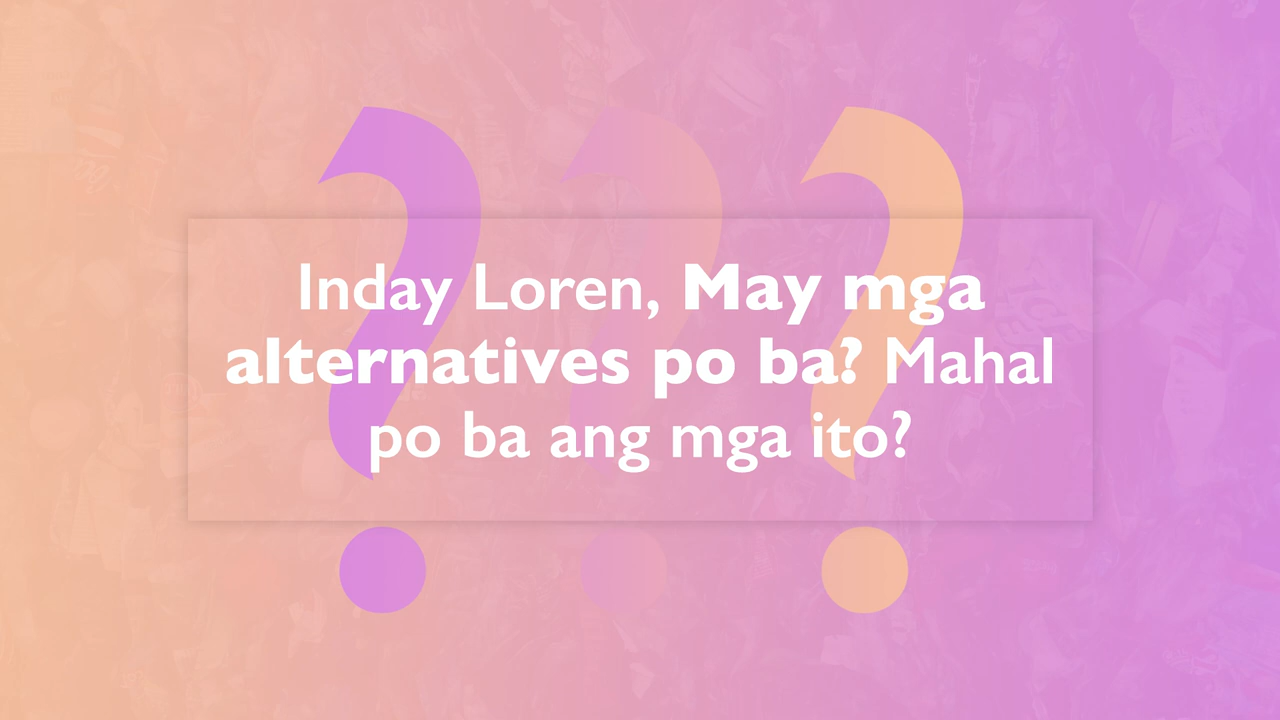 Inday Loren, May mga
alternatives po ba? Mahal
po ba ang mga ito?